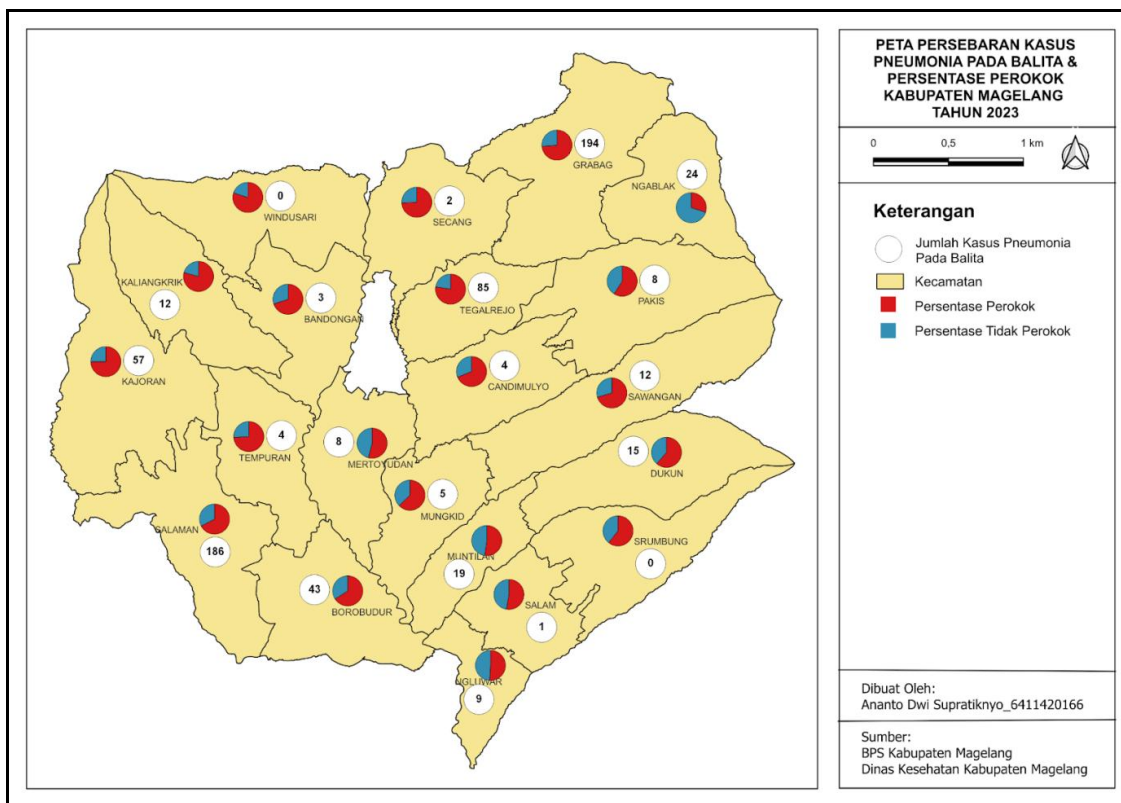 PETA PERSEBARAN KASUS
PNEUMONIA PADA BALITA &
PERSENTASE PEROKOK
KABUPATEN MAGELANG
TAHUN 2023
0 0,5 1 km
Keterangan
Jumlah Kasus Pneumonia
Pada Balita
Kecamatan
Persentase Perokok
Persentase Tidak Perokok
Dibuat Oleh:
Ananto Dwi Supratiknyo_6411420166
Sumber:
BPS Kabupaten Magelang
Dinas Kesehatan Kabupaten Magelang
194
GRABAG
24
NGABLAK
0
WINDUSARI
2
SECANG
KALIANGKRIK
12
3
BANDONGAN
85
TEGALREJO
8
PAKIS
57
KAJORAN
4
CANDIMULYO
12
SAWANGAN
4
TEMPURAN
8
MERTOYUDAN
15
DUKUN
5
MUNGKID
SALAMAN
186
MUNTILAN
19
SRUMBUNG
0
43
BOROBUDUR
SALAM
1
NGLUWAR
9